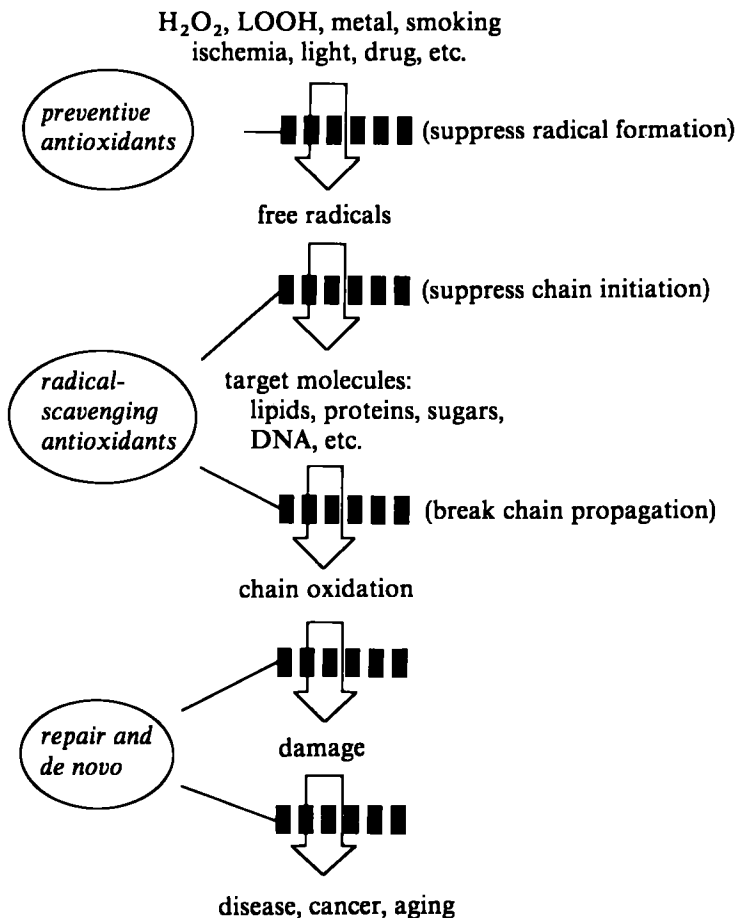 H₂O₂, LOOH, metal, smoking
ischemia, light, drug, etc.
preventive
antioxidants
(suppress radical formation)
free radicals
(suppress chain initiation)
radical-
scavenging
antioxidants
target molecules:
lipids, proteins, sugars,
DNA, etc.
(break chain propagation)
chain oxidation
repair and
de novo
damage
disease, cancer, aging